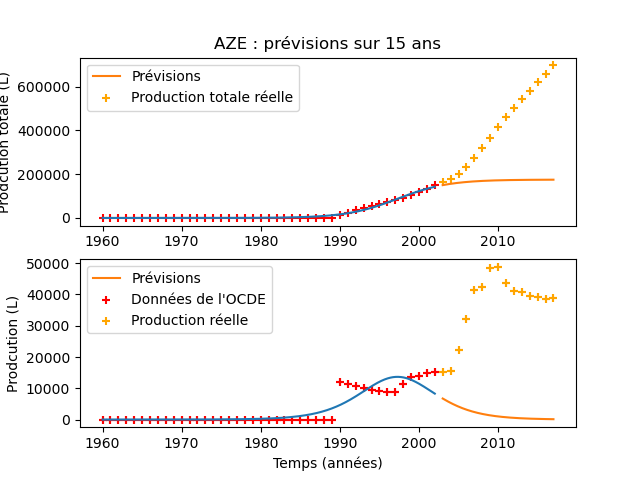 AZE : prévisions sur 15 ans
Prodcution totale (L)
600000
400000
200000
0
Prévisions
Production totale réelle
1960 1970 1980 1990 2000 2010
Prodcution (L)
50000
40000
30000
20000
10000
0
Prévisions
Données de l'OCDE
Production réelle
1960 1970 1980 1990 2000 2010
Temps (années)